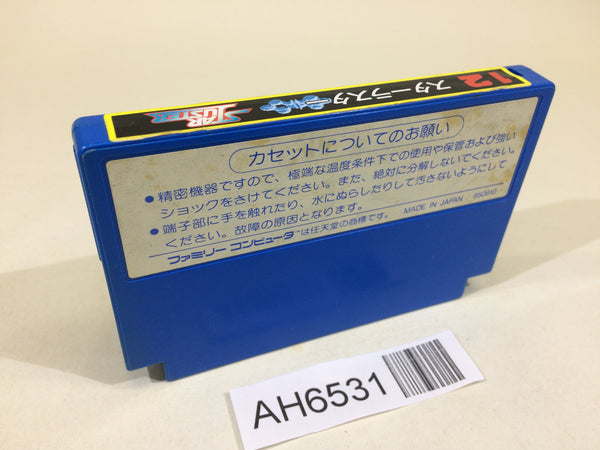 12 スターラスター STAR LUSTER
カセットについてのお願い
● 精密機器ですので、極端な温度条件下での使用や保管および強い
ショックをさけてください。また、絶対に分解しないでください。
● 端子部に手を触れたり、水にぬらしたりして汚さないようにして
ください。故障の原因となります。
ファミリーコンピュータ™は任天堂の商標です。 MADE IN JAPAN 850610
AH6531